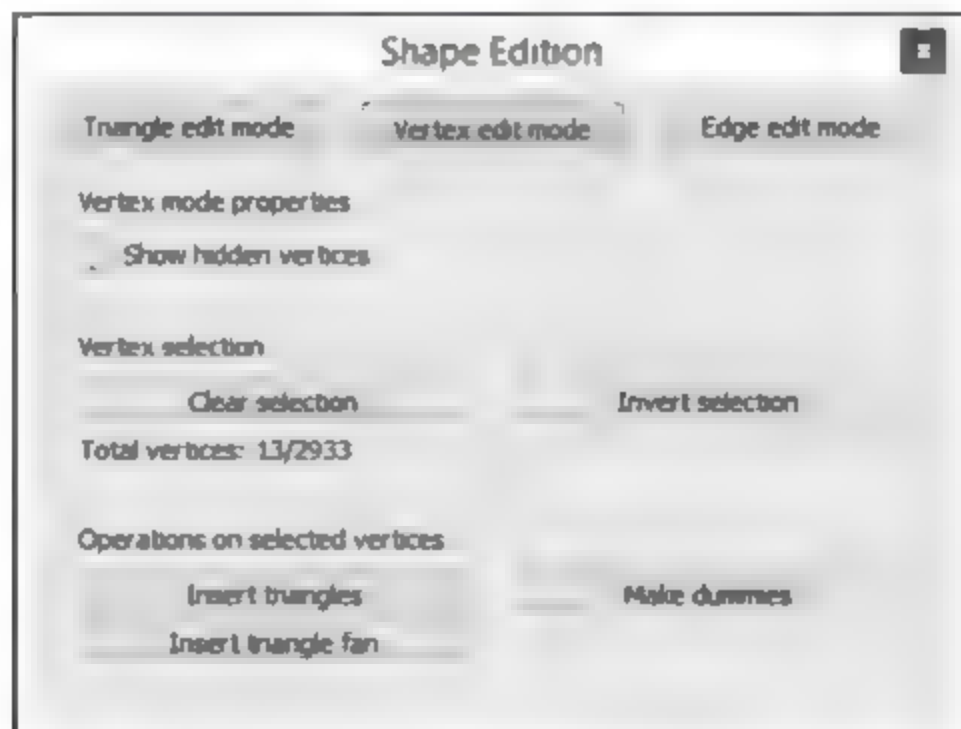 Shape Edition
Triangle edit mode Vertex edit mode Edge edit mode
Vertex mode properties
Show hidden vertices
Vertex selection
Clear selection Invert selection
Total vertices: 13/2933
Operations on selected vertices
Insert triangles Make dummies
Insert triangle fan